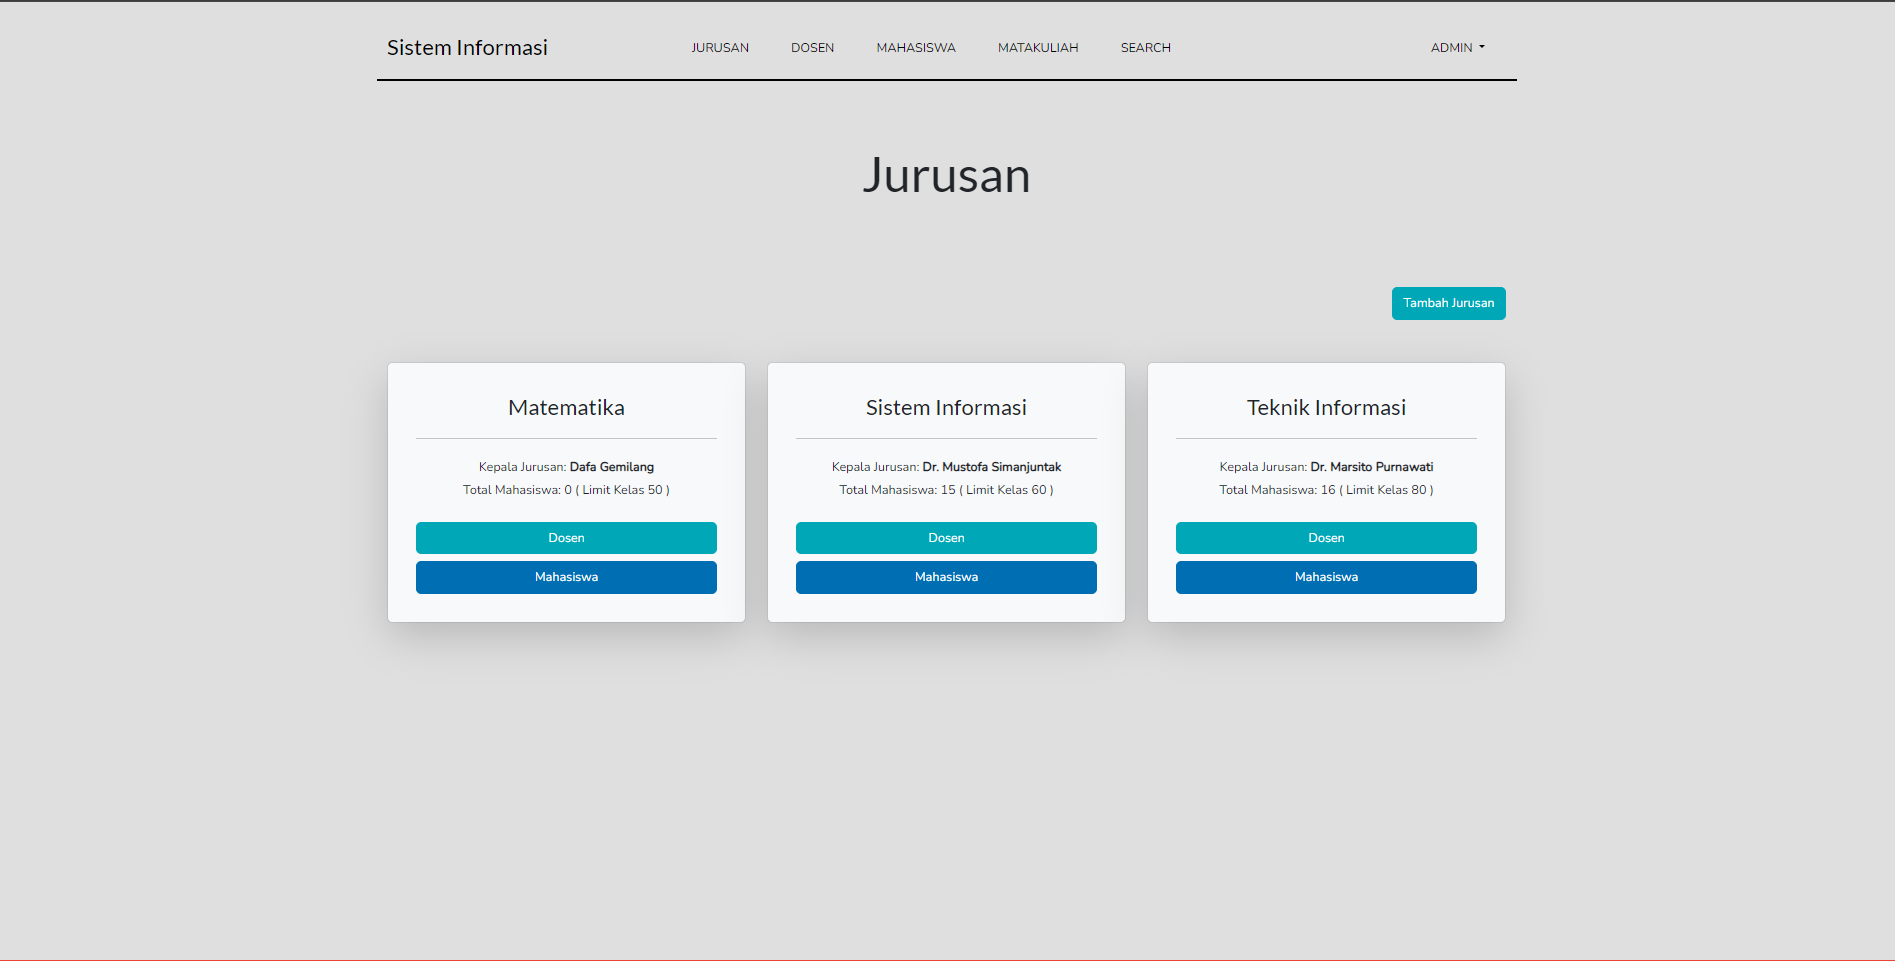 Sistem Informasi JURUSAN DOSEN MAHASISWA MATAKULIAH SEARCH ADMIN
Jurusan
Tambah Jurusan
Matematika
Kepala Jurusan: Dafa Gemilang
Total Mahasiswa: 0 ( Limit Kelas 50 )
Dosen
Mahasiswa
Sistem Informasi
Kepala Jurusan: Dr. Mustofa Simanjuntak
Total Mahasiswa: 15 ( Limit Kelas 60 )
Dosen
Mahasiswa
Teknik Informasi
Kepala Jurusan: Dr. Marsito Purnawati
Total Mahasiswa: 16 ( Limit Kelas 80 )
Dosen
Mahasiswa